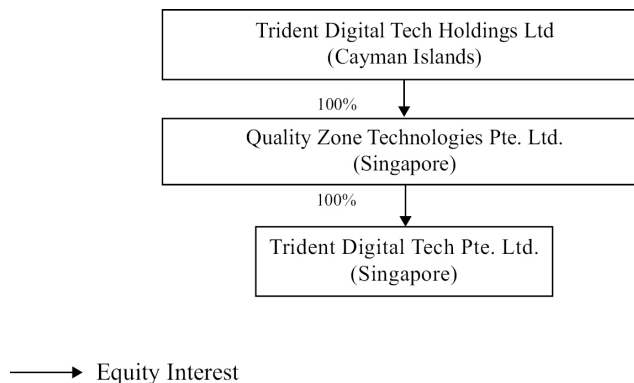 Trident Digital Tech Holdings Ltd
(Cayman Islands)
100%
Quality Zone Technologies Pte. Ltd.
(Singapore)
100%
Trident Digital Tech Pte. Ltd.
(Singapore)
Equity Interest